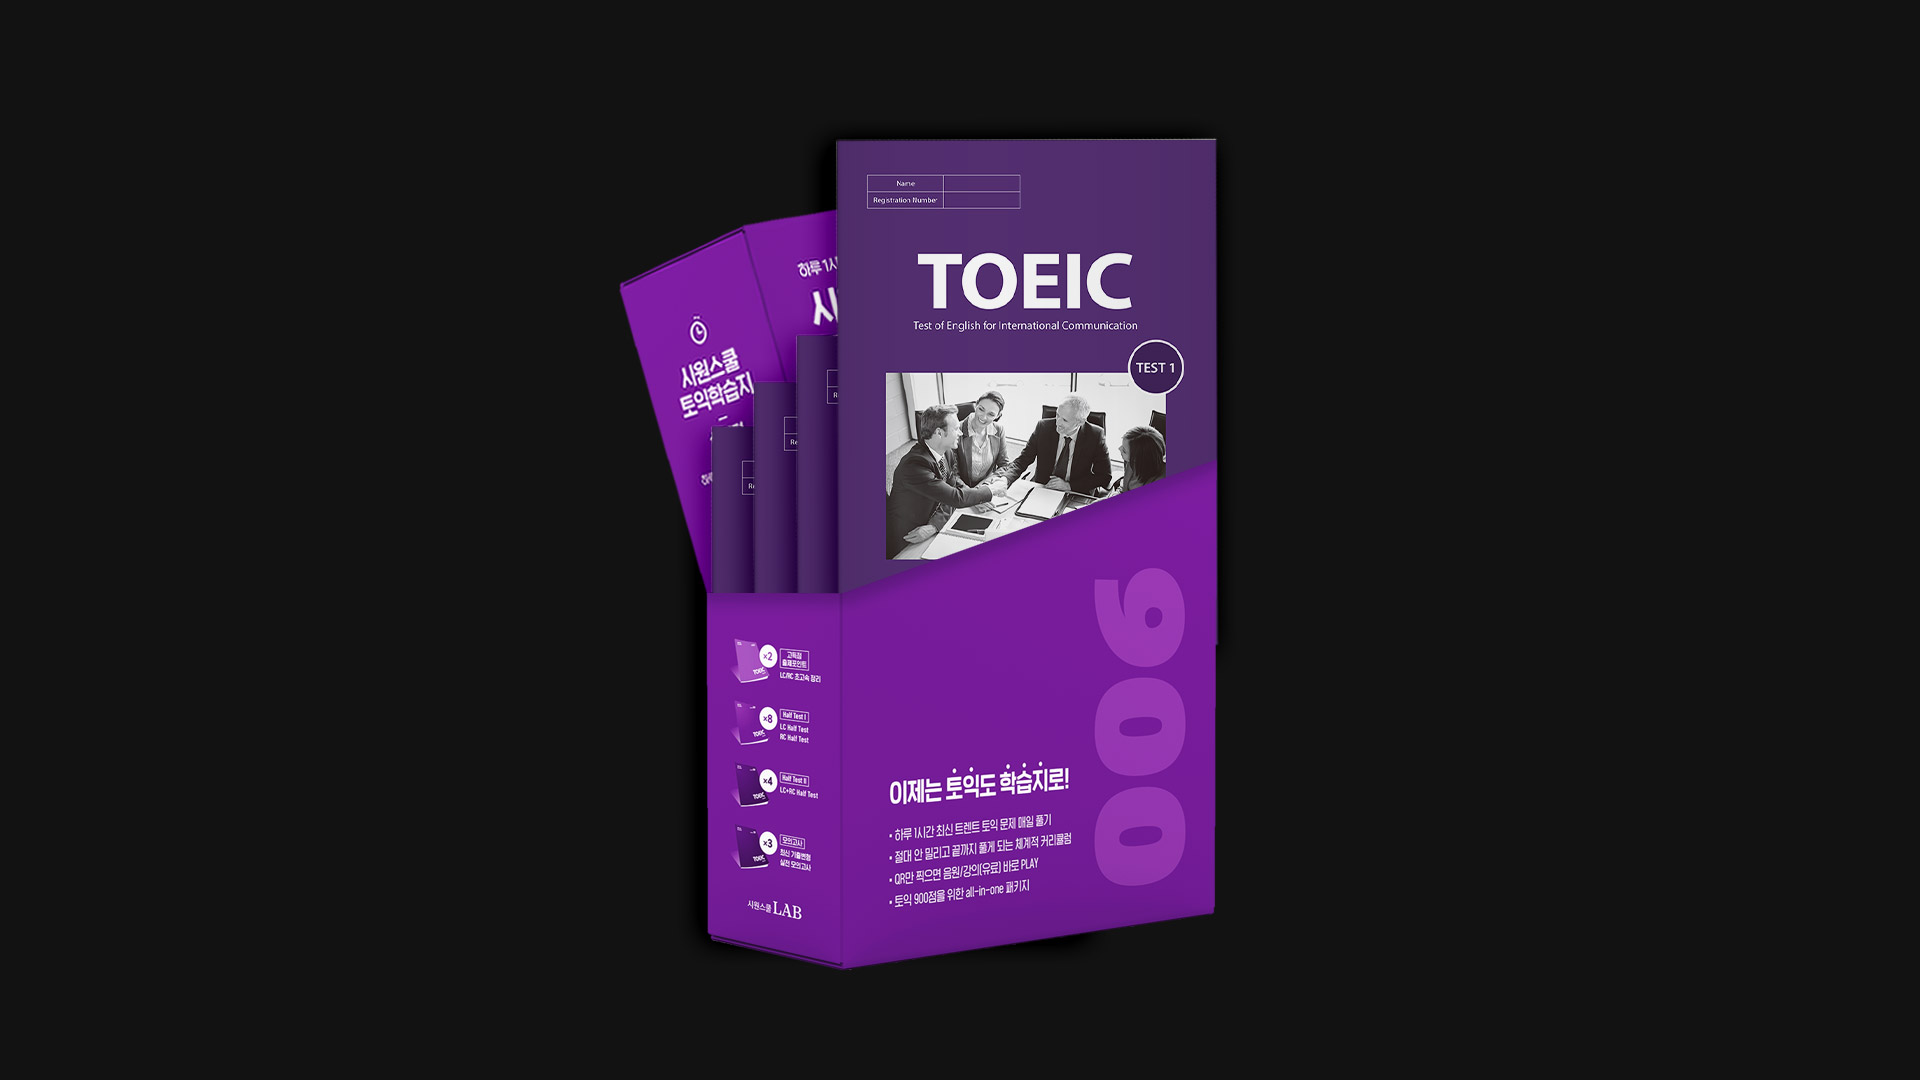 Name
Registration Number
TOEIC
Test of English for International Communication
TEST 1
하루 1시
시
시원스쿨
토익학습지
Re
Re
R
900
×2
고득점
출제포인트
LC/RC 초고속 정리
×8
Half Test I
LC Half Test
RC Half Test
×4
Half Test II
LC+RC Half Test
×3
모의고사
최신 기출변형
실전 모의고사
시원스쿨 LAB
이제는 토익도 학습지로!
• 하루 1시간 최신 트렌트 토익 문제 매일 풀기
• 절대 안 밀리고 끝까지 풀게 되는 체계적 커리큘럼
• QR만 찍으면 음원/강의(유료) 바로 PLAY
• 토익 900점을 위한 all-in-one 패키지